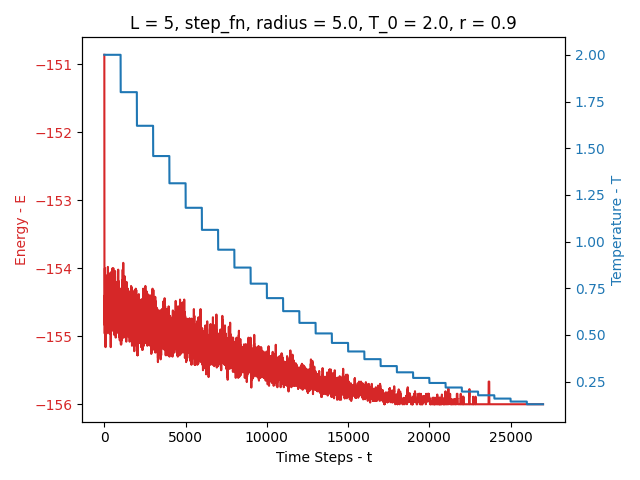 L = 5, step_fn, radius = 5.0, T_0 = 2.0, r = 0.9
Energy - E
−151
−152
−153
−154
−155
−156
2.00
1.75
1.50
1.25
1.00
0.75
0.50
0.25
Temperature - T
0 5000 10000 15000 20000 25000
Time Steps - t